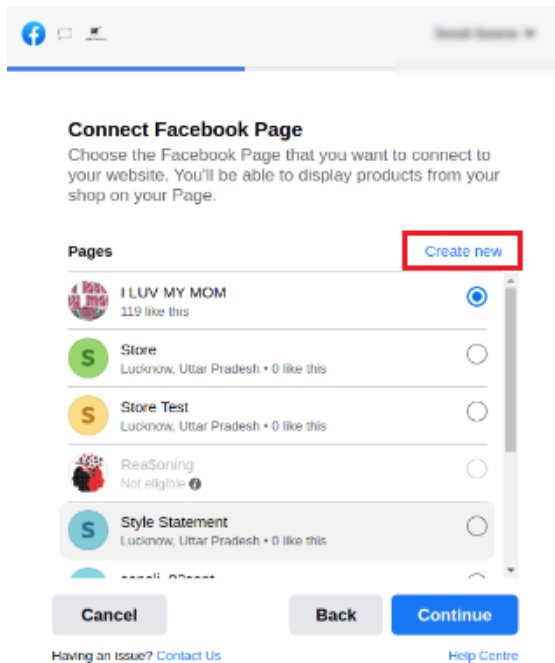 Connect Facebook Page
Choose the Facebook Page that you want to connect to
your website. You'll be able to display products from your
shop on your Page.
Pages
Create new
I LUV MY MOM
119 like this
S
Store
Lucknow, Uttar Pradesh • 0 like this
S
Store Test
Lucknow, Uttar Pradesh • 0 like this
Rea$oning
Not eligible
S
Style Statement
Lucknow, Uttar Pradesh • 0 like this
Cancel
Back
Continue
Having an issue? Contact Us
Help Centre